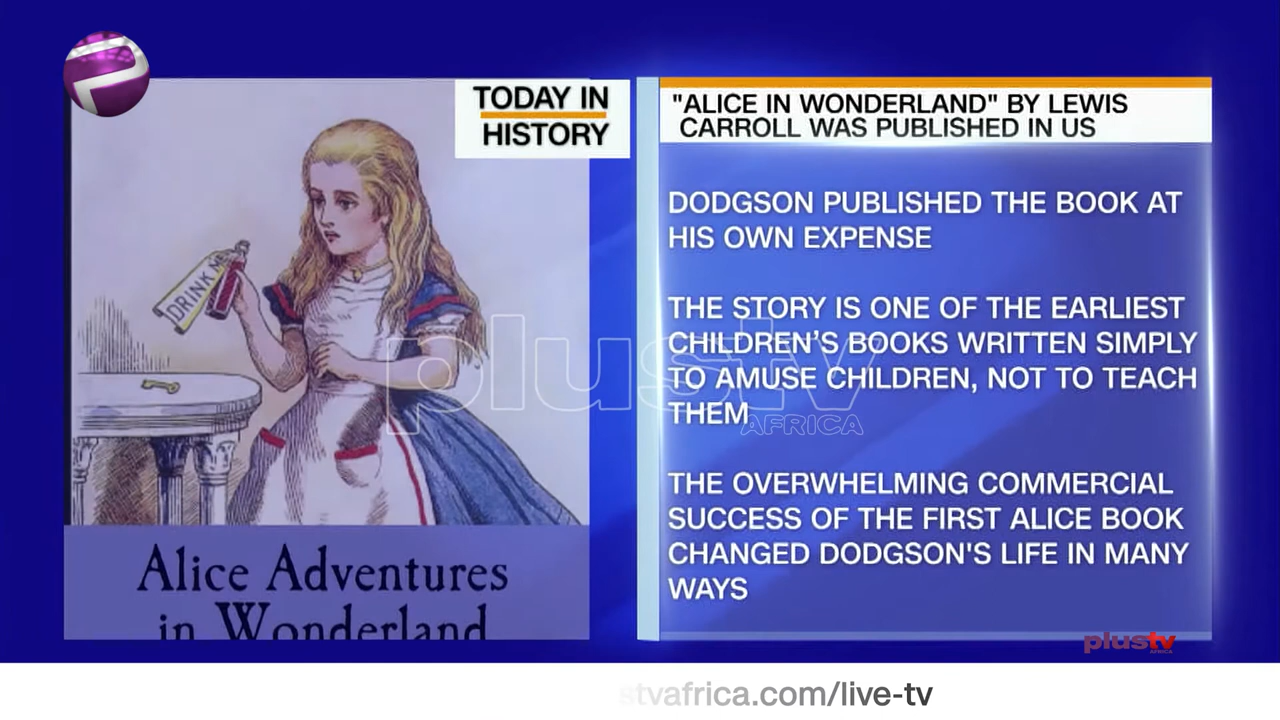 TODAY IN
HISTORY
"ALICE IN WONDERLAND" BY LEWIS
CARROLL WAS PUBLISHED IN US
DRINK ME
DODGSON PUBLISHED THE BOOK AT
HIS OWN EXPENSE
THE STORY IS ONE OF THE EARLIEST
CHILDREN'S BOOKS WRITTEN SIMPLY
TO AMUSE CHILDREN, NOT TO TEACH
THEM
THE OVERWHELMING COMMERCIAL
SUCCESS OF THE FIRST ALICE BOOK
CHANGED DODGSON'S LIFE IN MANY
WAYS
Alice Adventures
in Wonderland
plustv
AFRICA
plustv
AFRICA
stvafrica.com/live-tv